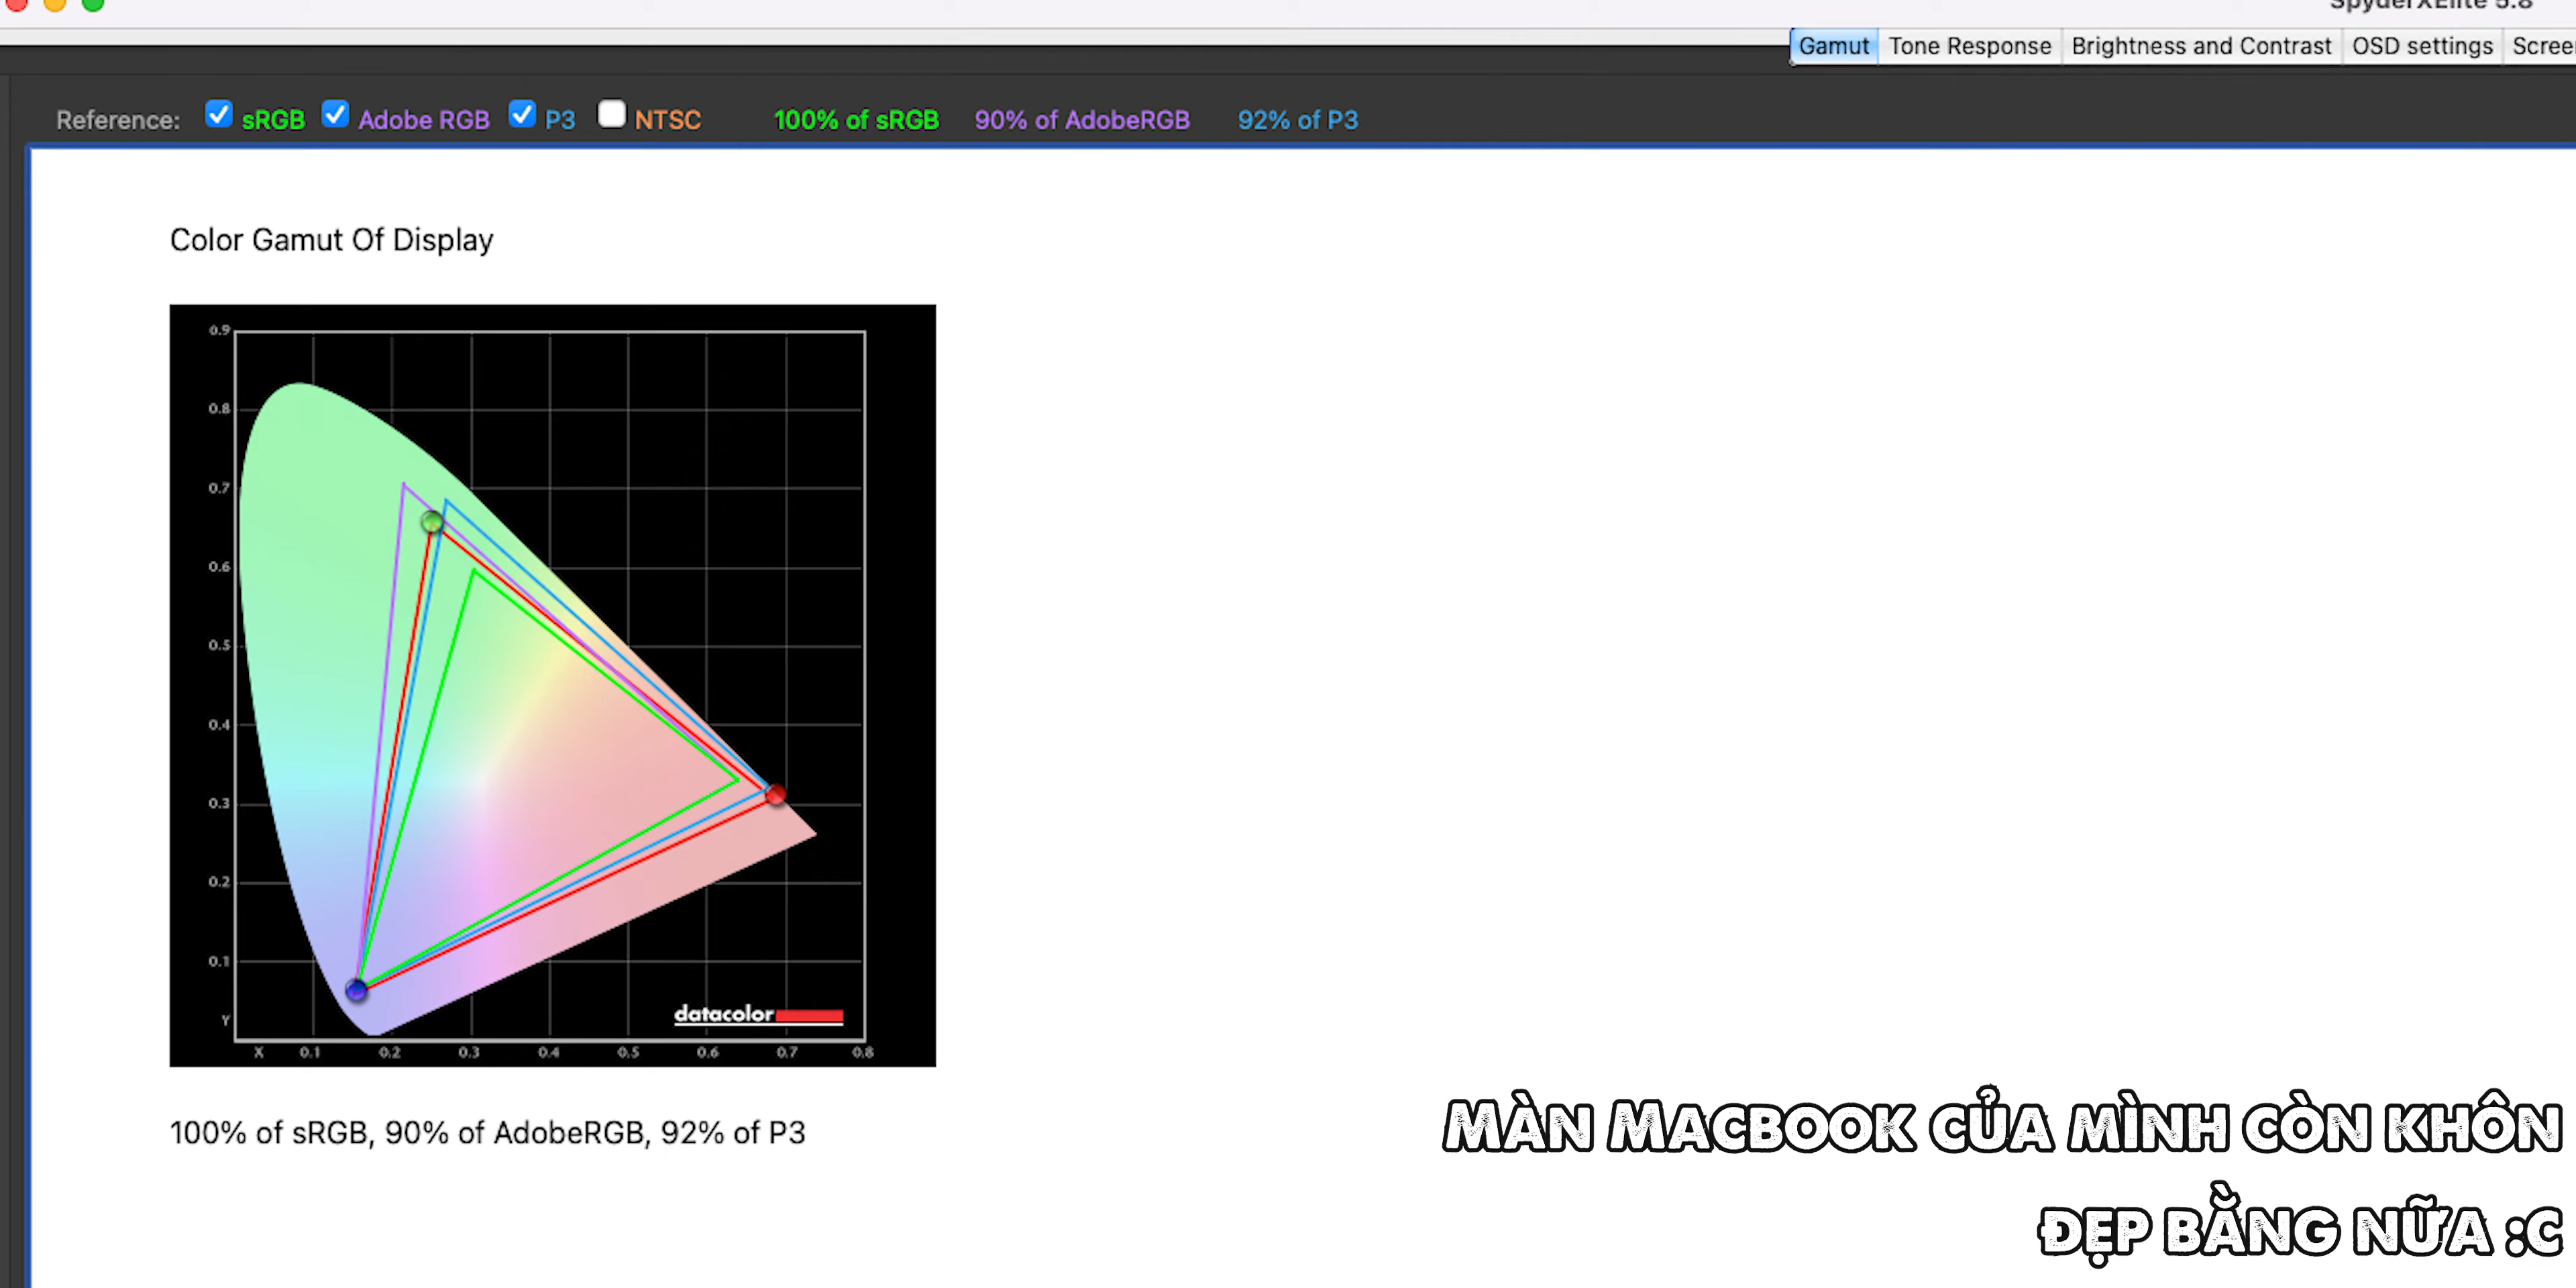 SpyderXElite 5.8
Gamut Tone Response Brightness and Contrast OSD settings
Reference: sRGB Adobe RGB P3 NTSC 100% of sRGB 90% of AdobeRGB 92% of P3
Color Gamut Of Display
0.9
0.8
0.7
0.6
0.5
0.4
0.3
0.2
0.1
Y
datacolor
X 0.1 0.2 0.3 0.4 0.5 0.6 0.7 0.8
100% of sRGB, 90% of AdobeRGB, 92% of P3
MÀN MACBOOK CỦA MÌNH CÒN KHÔN
ĐẸP BẰNG NỮA :C